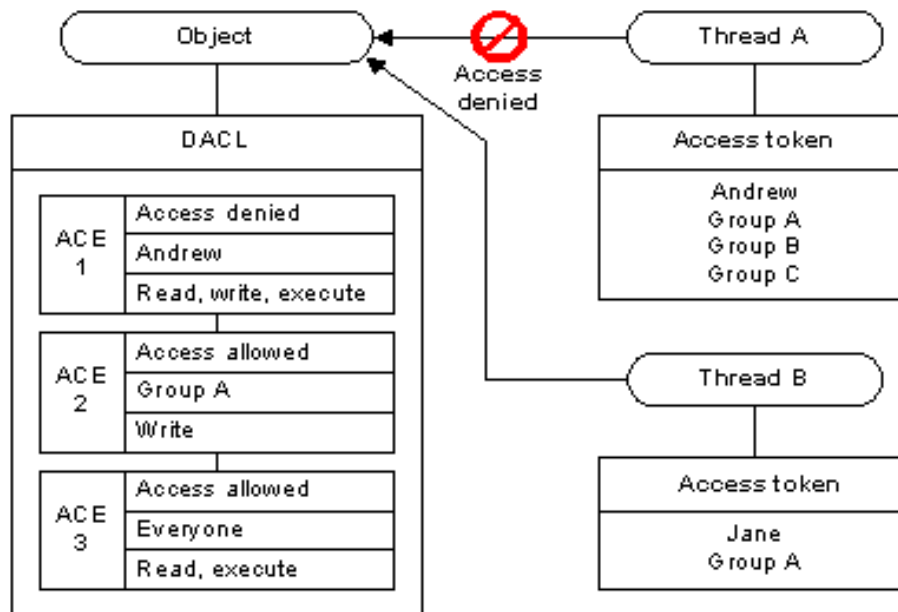 Object
Access
denied
Thread A
DACL
ACE
1
Access denied
Andrew
Read, write, execute
ACE
2
Access allowed
Group A
Write
ACE
3
Access allowed
Everyone
Read, execute
Access token
Andrew
Group A
Group B
Group C
Thread B
Access token
Jane
Group A